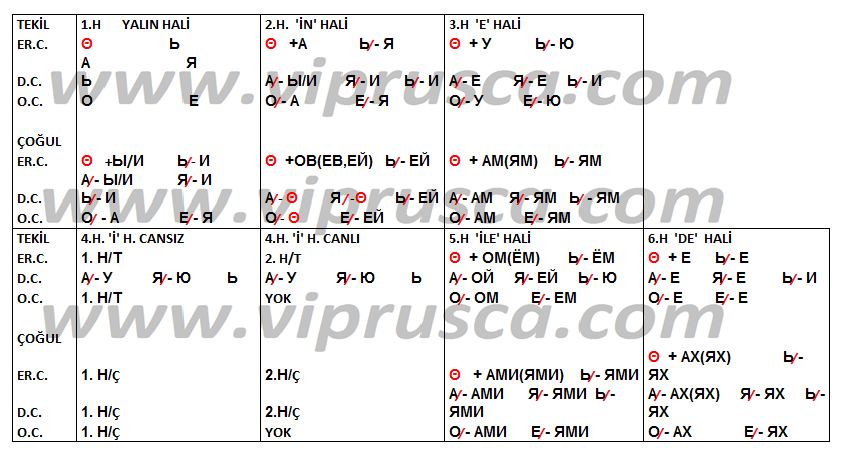 TEKİL 1.H YALIN HALİ 2.H. 'İN' HALİ 3.H 'E' HALİ
ER.C. Θ Ь Θ +А Ь/- Я Θ + У Ь/- Ю
А Я
D.C. Ь А/- Ы/И Я/- И Ь/- И А/- Е Я/- Е Ь/- И
O.C. О Е О/- А Е/- Я О/- У Е/- Ю
ÇOĞUL
ER.C. Θ +Ы/И Ь/- И Θ +ОВ(ЕВ,ЕЙ) Ь/- ЕЙ Θ + АМ(ЯМ) Ь/- ЯМ
А/- Ы/И Я/- И
D.C. Ь/- И А/- Θ Я/-Θ Ь/- ЕЙ А/- АМ Я/- ЯМ Ь/- ЯМ
O.C. О/- А Е/- Я О/- Θ Е/- ЕЙ О/- АМ Е/- ЯМ
TEKİL 4.H. 'İ' H. CANSIZ 4.H. 'İ' H. CANLI 5.H 'İLE' HALİ 6.H 'DE' HALİ
ER.C. 1. H/T 2. H/T Θ + ОМ(ЁМ) Ь/- ЁМ Θ + Е Ь/- Е
D.C. А/- У Я/- Ю Ь А/- У Я/- Ю Ь А/- ОЙ Я/- ЕЙ Ь/- Ю А/- Е Я/- Е Ь/- И
O.C. 1. H/T YOK О/- ОМ Е/- ЕМ О/- Е Е/- Е
ÇOĞUL
Θ + АХ(ЯХ) Ь/-
ER.C. 1. H/Ç 2.H/Ç Θ + АМИ(ЯМИ) Ь/- ЯМИ ЯХ
А/- АМИ Я/- ЯМИ Ь/- А/- АХ(ЯХ) Я/- ЯХ Ь/-
D.C. 1. H/Ç 2.H/Ç ЯМИ ЯХ
O.C. 1. H/Ç YOK О/- АМИ Е/- ЯМИ О/- АХ Е/- ЯХ
www.viprusca.com
www.viprusca.com
www.viprusca.com